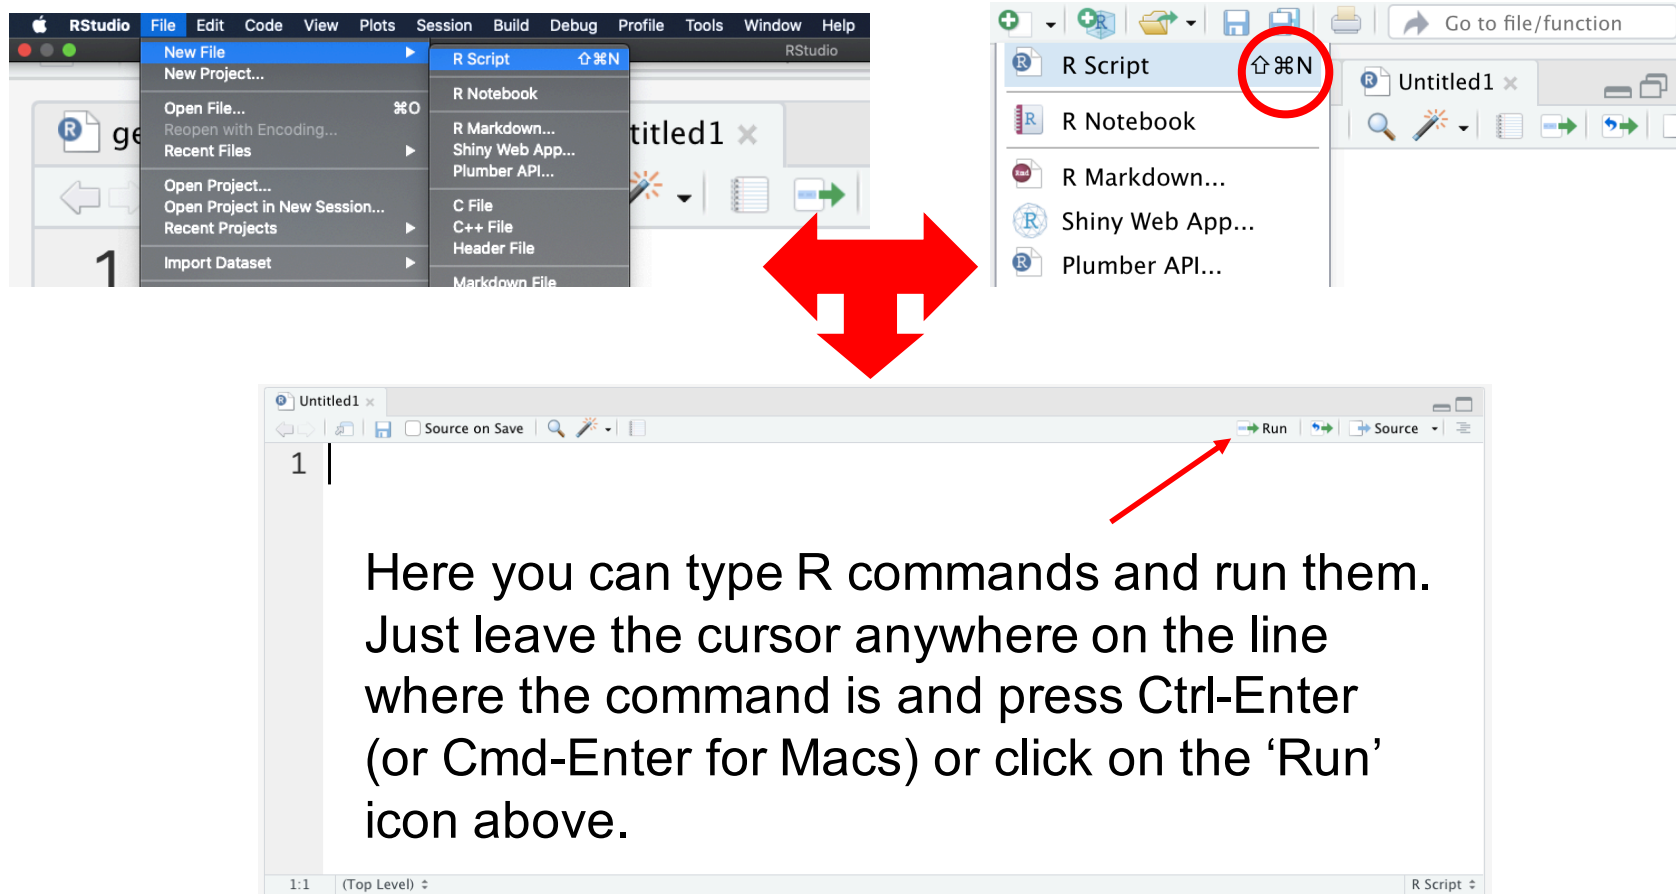 RStudio File Edit Code View Plots Session Build Debug Profile Tools Window Help
RStudio
New File
New Project...
Open File... ⌘O
Reopen with Encoding...
Recent Files
Open Project...
Open Project in New Session...
Recent Projects
Import Dataset
R Script ⇧⌘N
R Notebook
R Markdown...
Shiny Web App...
Plumber API...
C File
C++ File
Header File
Markdown File
ge
titled1 ×
1
Go to file/function
R Script ⇧⌘N
R Notebook
R Markdown...
Shiny Web App...
Plumber API...
Untitled1 ×
Untitled1 ×
Source on Save
Run
Source
1
Here you can type R commands and run them.
Just leave the cursor anywhere on the line
where the command is and press Ctrl-Enter
(or Cmd-Enter for Macs) or click on the ‘Run’
icon above.
1:1 (Top Level)
R Script